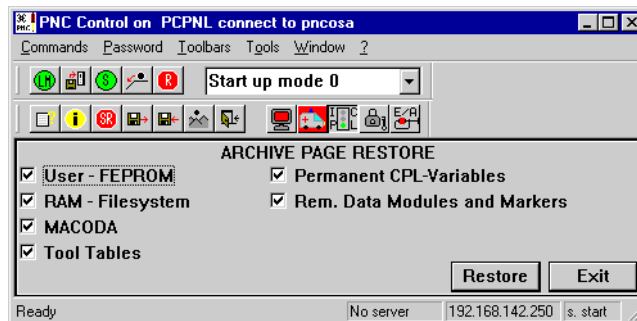 PNC Control on PCPNL connect to pncosa
Commands Password Toolbars Tools Window ?
LM S R Start up mode 0
i SR I P C L E/A
ARCHIVE PAGE RESTORE
User - FEPROM Permanent CPL-Variables
RAM - Filesystem Rem. Data Modules and Markers
MACODA
Tool Tables
Restore Exit
Ready No server 192.168.142.250 s. start